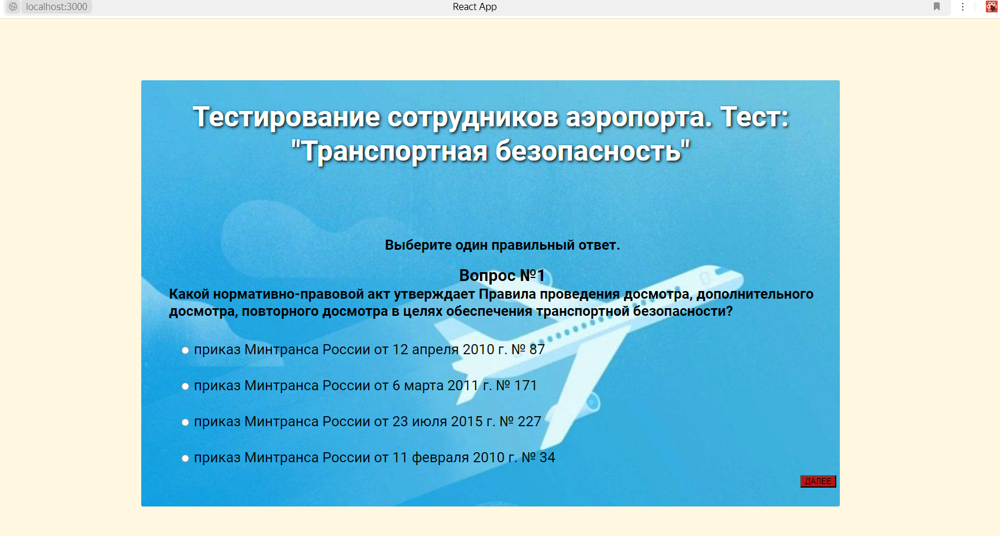 localhost:3000
React App
Тестирование сотрудников аэропорта. Тест:
"Транспортная безопасность"
Выберите один правильный ответ.
Вопрос №1
Какой нормативно-правовой акт утверждает Правила проведения досмотра, дополнительного
досмотра, повторного досмотра в целях обеспечения транспортной безопасности?
приказ Минтранса России от 12 апреля 2010 г. № 87
приказ Минтранса России от 6 марта 2011 г. № 171
приказ Минтранса России от 23 июля 2015 г. № 227
приказ Минтранса России от 11 февраля 2010 г. № 34
ДАЛЕЕ